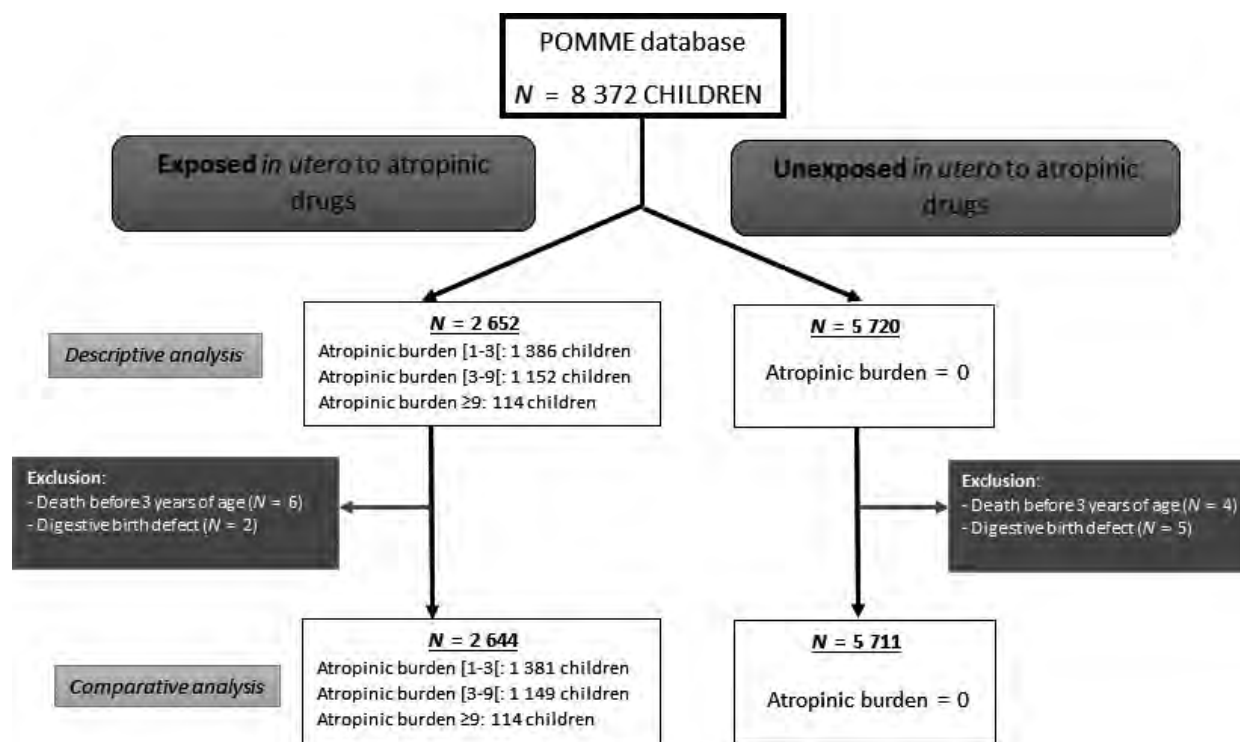 POMME database
N = 8 372 CHILDREN
Exposed in utero to atropinic
drugs
Unexposed in utero to atropinic
drugs
Descriptive analysis
N = 2 652
Atropinic burden [1-3[: 1 386 children
Atropinic burden [3-9[: 1 152 children
Atropinic burden ≥9: 114 children
N = 5 720
Atropinic burden = 0
Exclusion:
- Death before 3 years of age (N = 6)
- Digestive birth defect (N = 2)
Exclusion:
- Death before 3 years of age (N = 4)
- Digestive birth defect (N = 5)
Comparative analysis
N = 2 644
Atropinic burden [1-3[: 1 381 children
Atropinic burden [3-9[: 1 149 children
Atropinic burden ≥9: 114 children
N = 5 711
Atropinic burden = 0